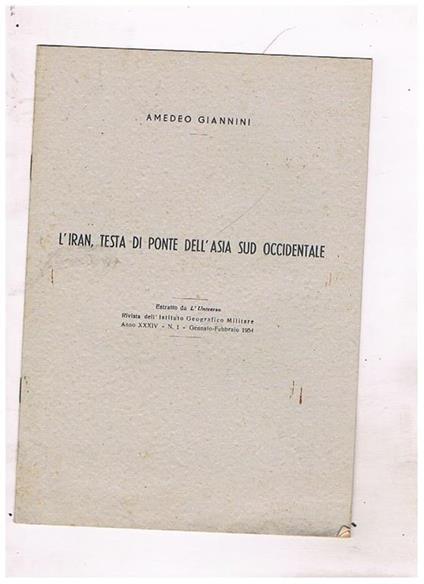 AMEDEO GIANNINI
L'IRAN, TESTA DI PONTE DELL'ASIA SUD OCCIDENTALE
Estratto da L'Universo
Rivista dell'Istituto Geografico Militare
Anno XXXIV - N. 1 - Gennaio-Febbraio 1954